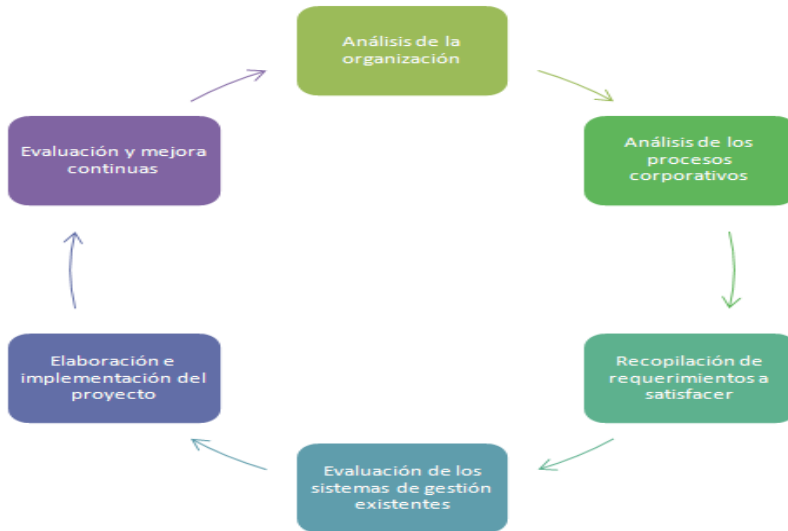 Análisis de la
organización
Análisis de los
procesos
corporativos
Recopilación de
requerimientos a
satisfacer
Evaluación de los
sistemas de gestión
existentes
Elaboración e
implementación del
proyecto
Evaluación y mejora
continuas